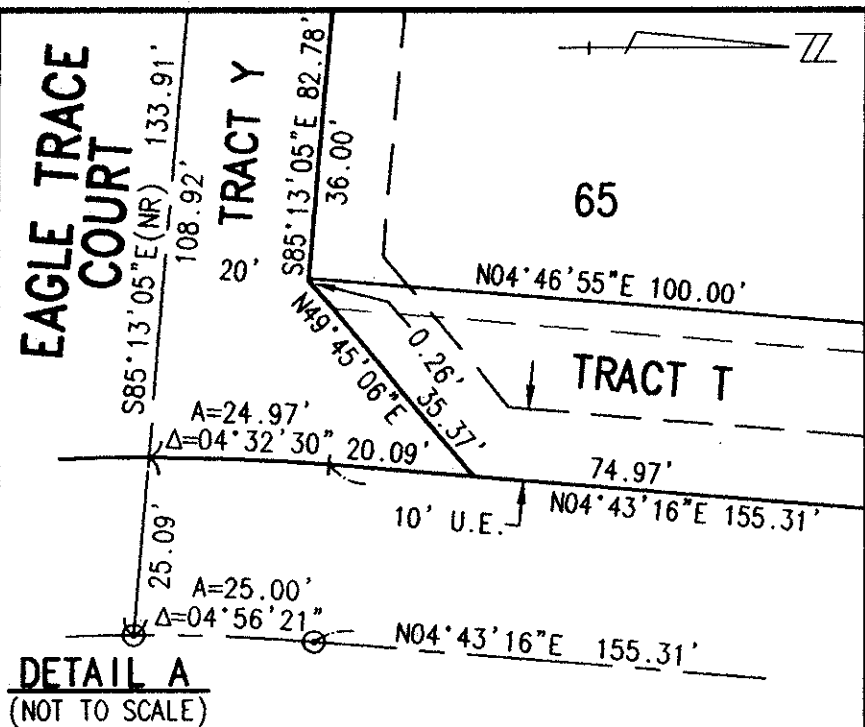 EAGLE TRACE
COURT
S85°13'05"E(NR) 133.91'
108.92'
TRACT Y
20'
S85°13'05"E 82.78'
36.00'
65
N
N04°46'55"E 100.00'
N49°45'06"E 35.37'
0.26'
TRACT T
A=24.97'
Δ=04°32'30"
20.09'
74.97'
N04°43'16"E 155.31'
10' U.E.
25.09'
A=25.00'
Δ=04°56'21"
N04°43'16"E 155.31'
DETAIL A
(NOT TO SCALE)